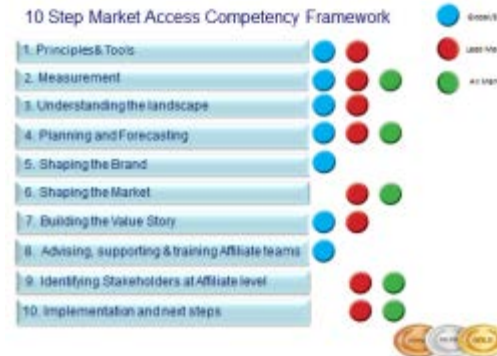 10 Step Market Access Competency Framework
1. Principles& Tools
2. Measurement
3. Understanding the landscape
4. Planning and Forecasting
5. Shaping the Brand
6. Shaping the Market
7. Building the Value Story
8. Advising, supporting & training Affiliate teams
9. Identifying Stakeholders at Affiliate level
10. Implementation and next steps
GOLD